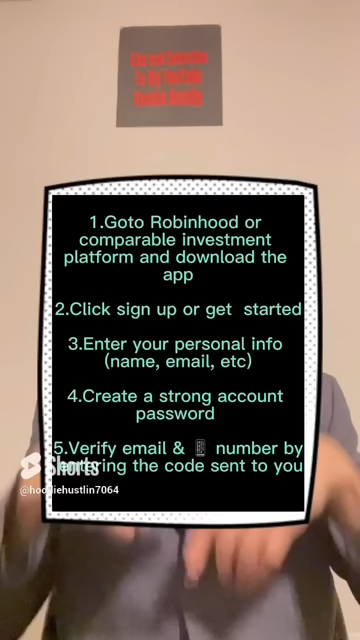 1.Goto Robinhood or
comparable investment
platform and download the
app
2.Click sign up or get started
3.Enter your personal info
(name, email, etc)
4.Create a strong account
password
5.Verify email & number by
entering the code sent to you
Shorts
@hoodiehustlin7064